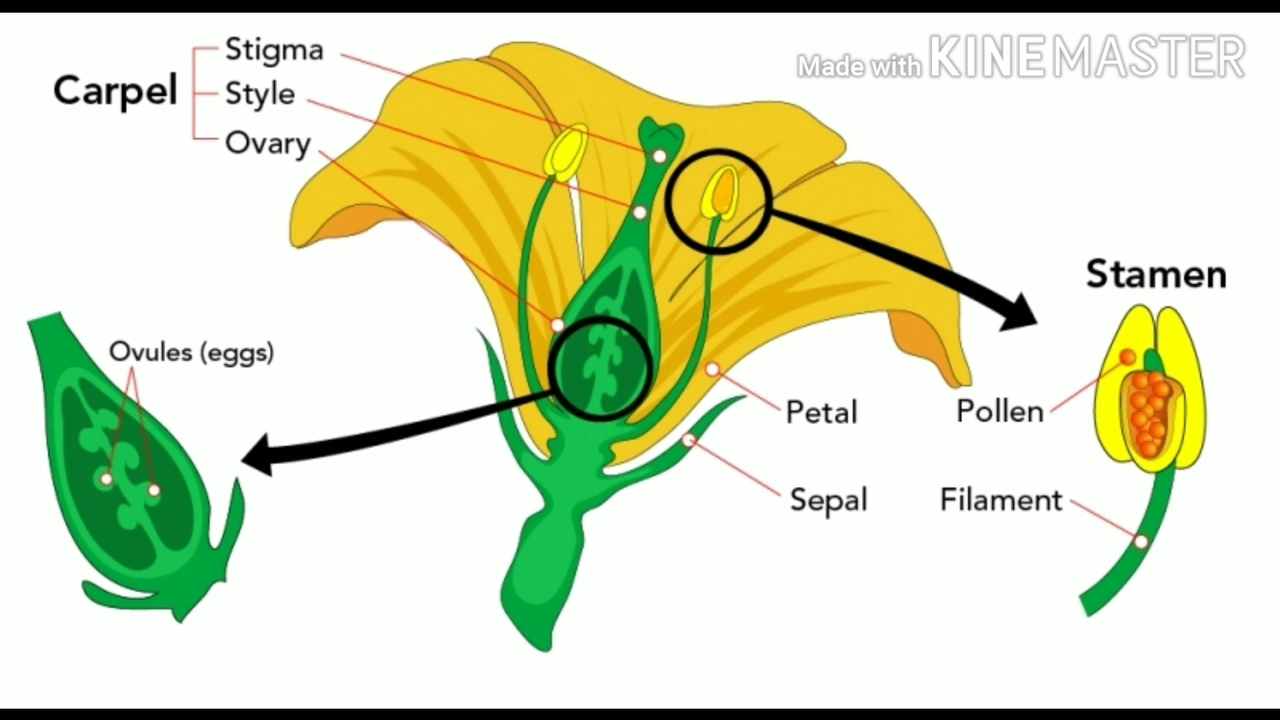 Made with KINEMASTER
Carpel
Stigma
Style
Ovary
Stamen
Ovules (eggs)
Petal
Pollen
Sepal
Filament